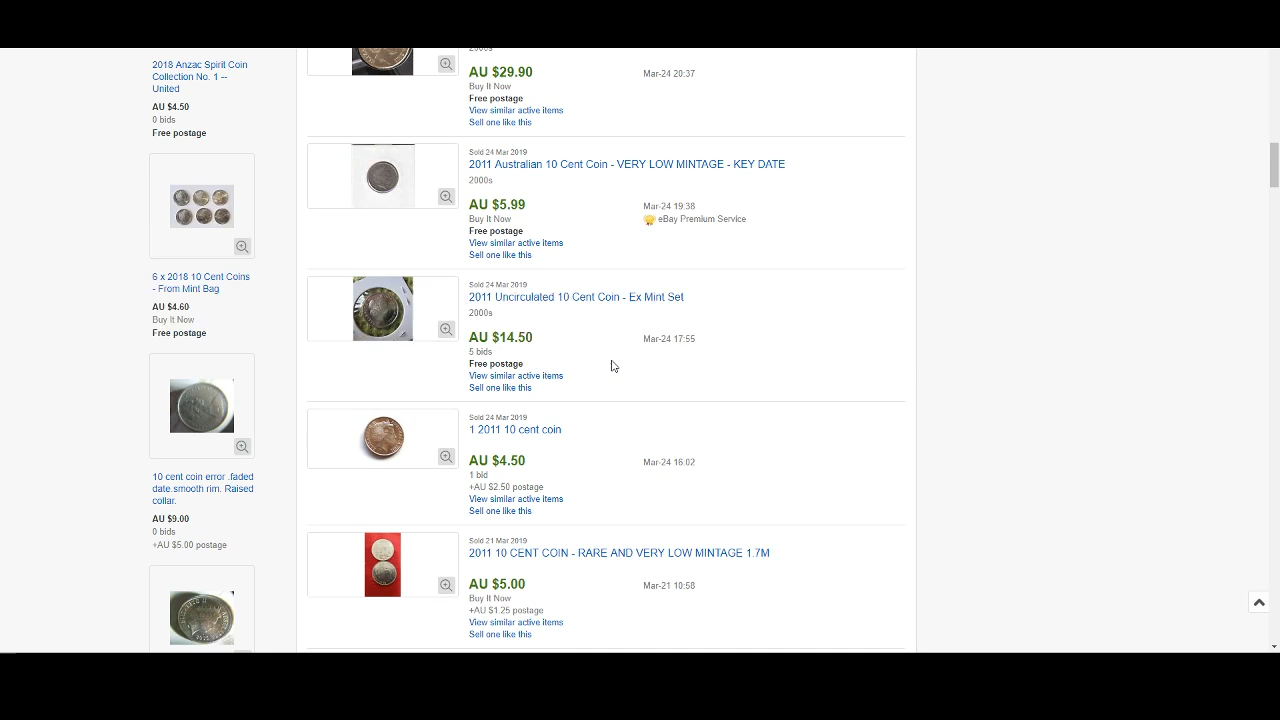 2018 Anzac Spirit Coin
Collection No. 1 --
United
AU $4.50
0 bids
Free postage
6 x 2018 10 Cent Coins
- From Mint Bag
AU $4.60
Buy It Now
Free postage
10 cent coin error .faded
date.smooth rim. Raised
collar.
AU $9.00
0 bids
+AU $5.00 postage
2000s
AU $29.90
Mar-24 20:37
Buy It Now
Free postage
View similar active items
Sell one like this
Sold 24 Mar 2019
2011 Australian 10 Cent Coin - VERY LOW MINTAGE - KEY DATE
2000s
AU $5.99
Mar-24 19:38
Buy It Now
eBay Premium Service
Free postage
View similar active items
Sell one like this
Sold 24 Mar 2019
2011 Uncirculated 10 Cent Coin - Ex Mint Set
2000s
AU $14.50
Mar-24 17:55
5 bids
Free postage
View similar active items
Sell one like this
Sold 24 Mar 2019
1 2011 10 cent coin
AU $4.50
Mar-24 16:02
1 bid
+AU $2.50 postage
View similar active items
Sell one like this
Sold 21 Mar 2019
2011 10 CENT COIN - RARE AND VERY LOW MINTAGE 1.7M
AU $5.00
Mar-21 10:58
Buy It Now
+AU $1.25 postage
View similar active items
Sell one like this